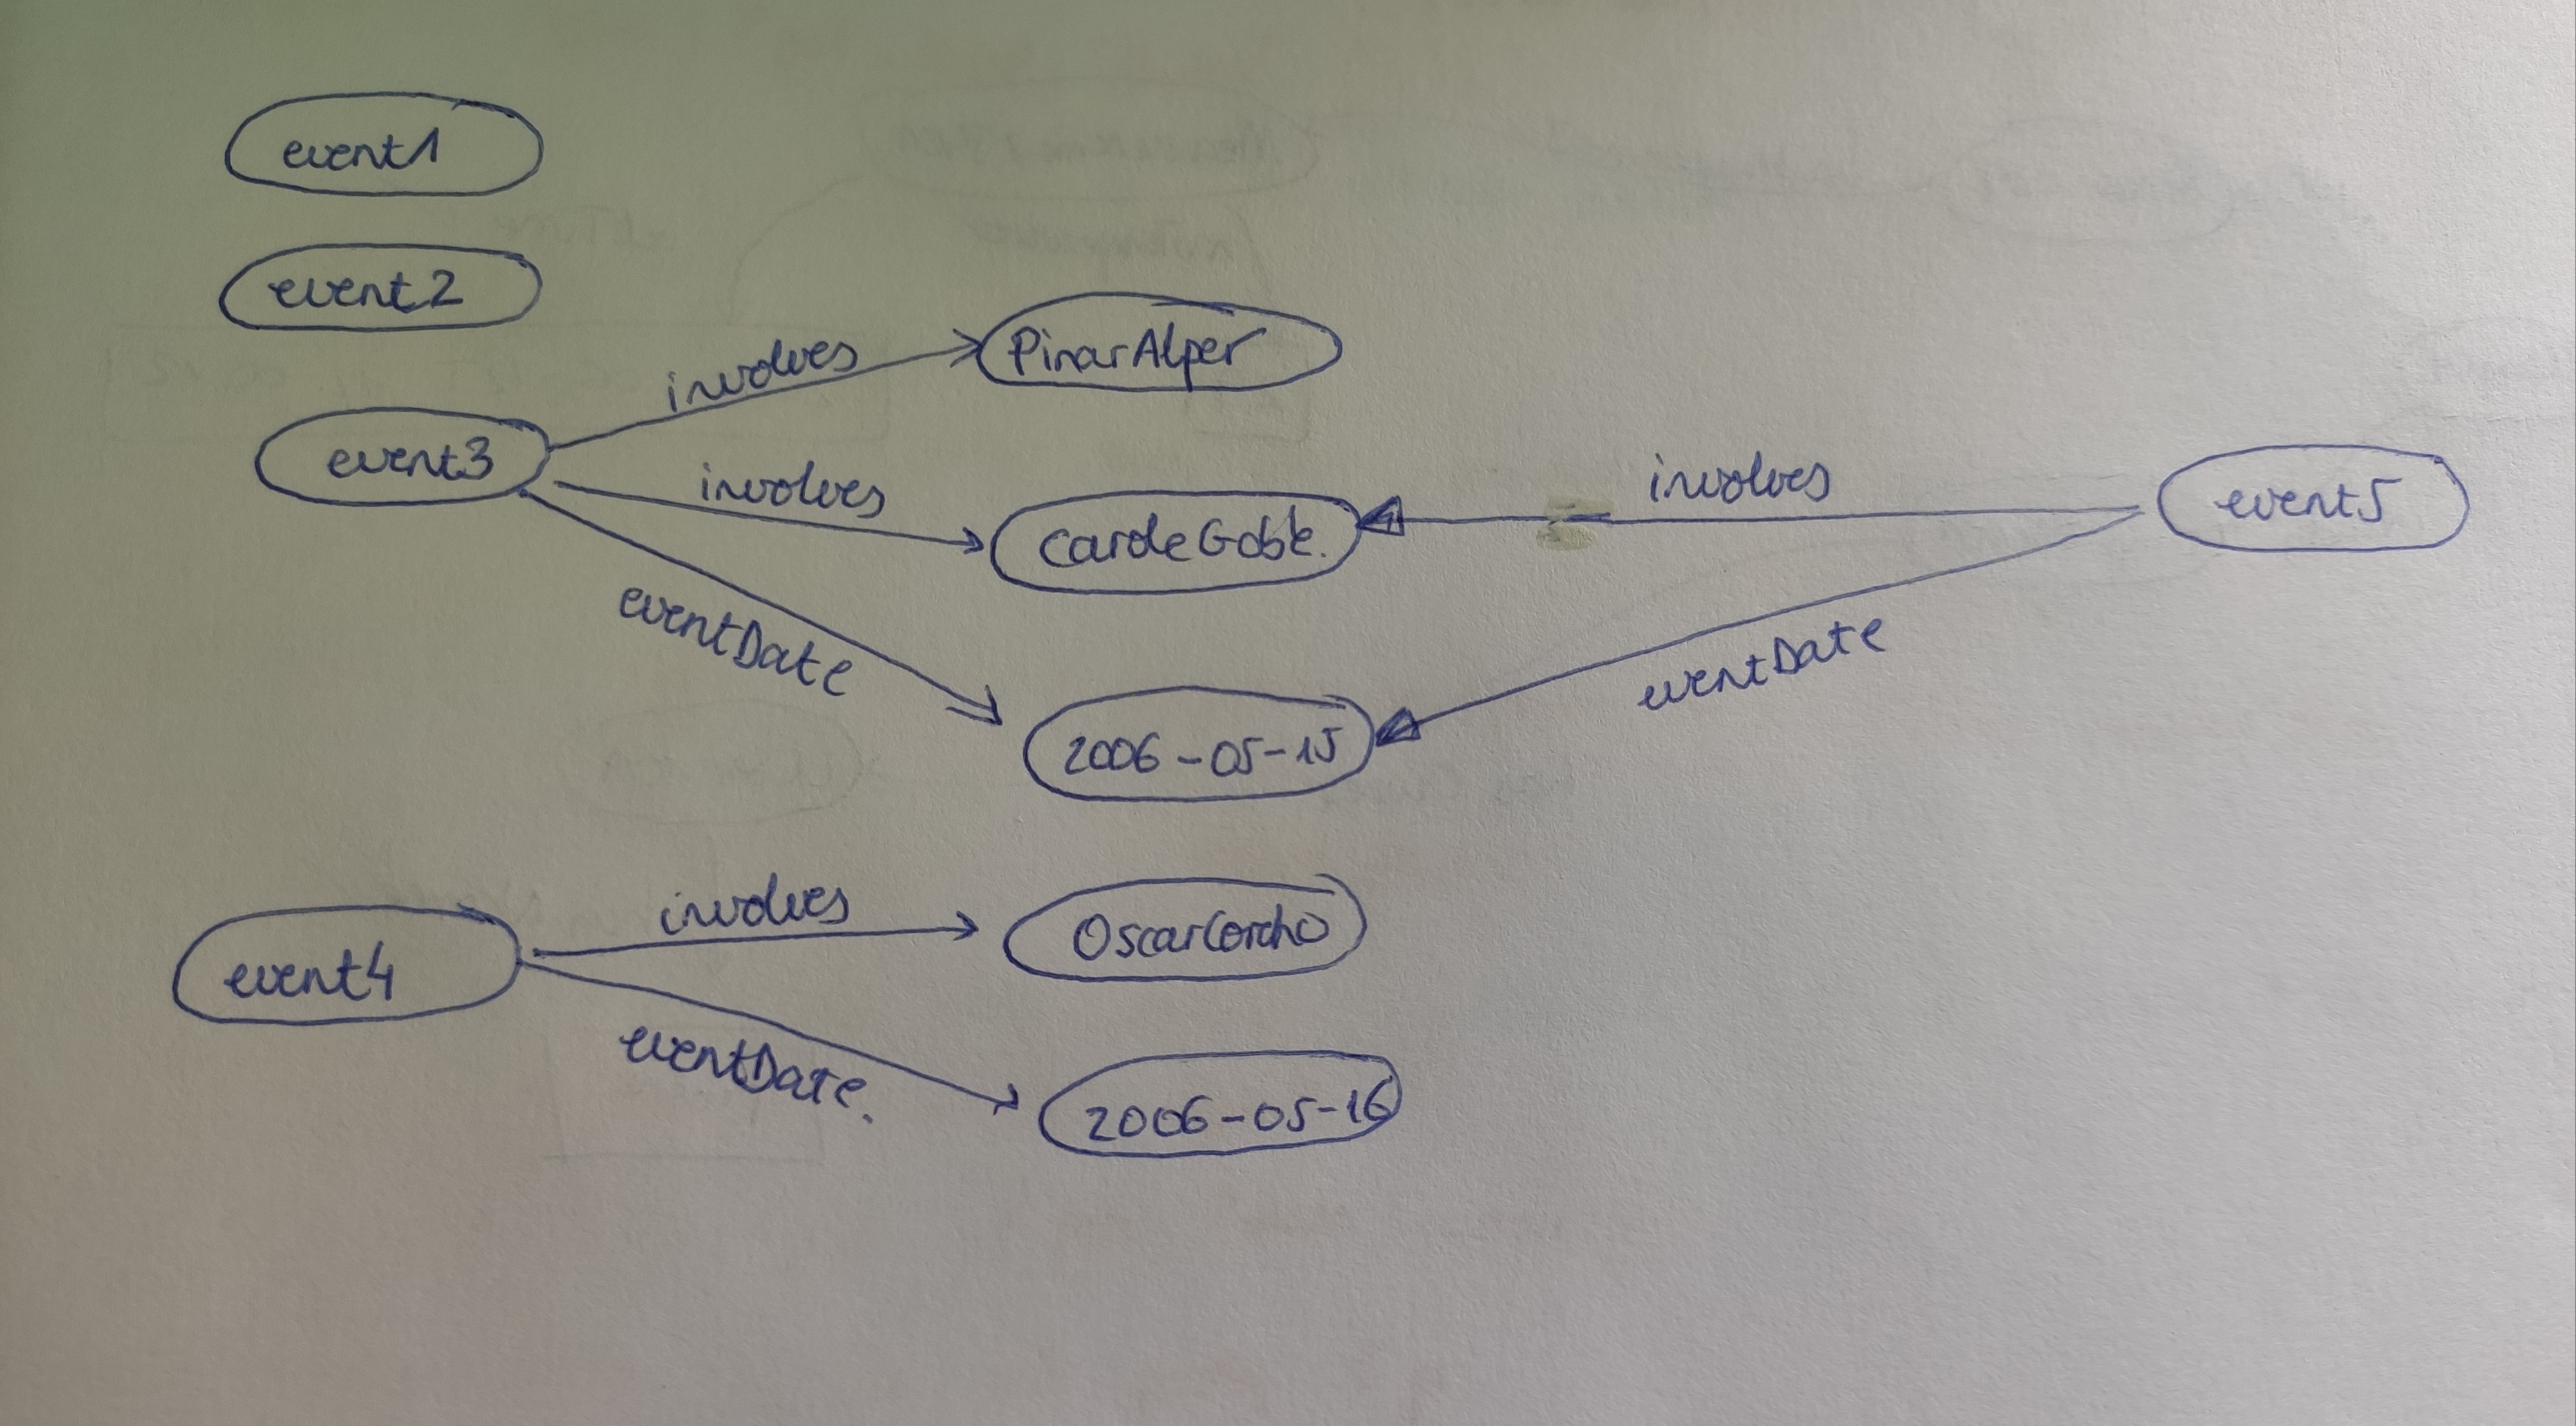 event1
event2
involves
PinarAlper
event3
involves
CaroleGoble.
involves
event5
eventDate
eventDate
2006-05-15
involves
OscarCorcho
event4
eventDate.
2006-05-16